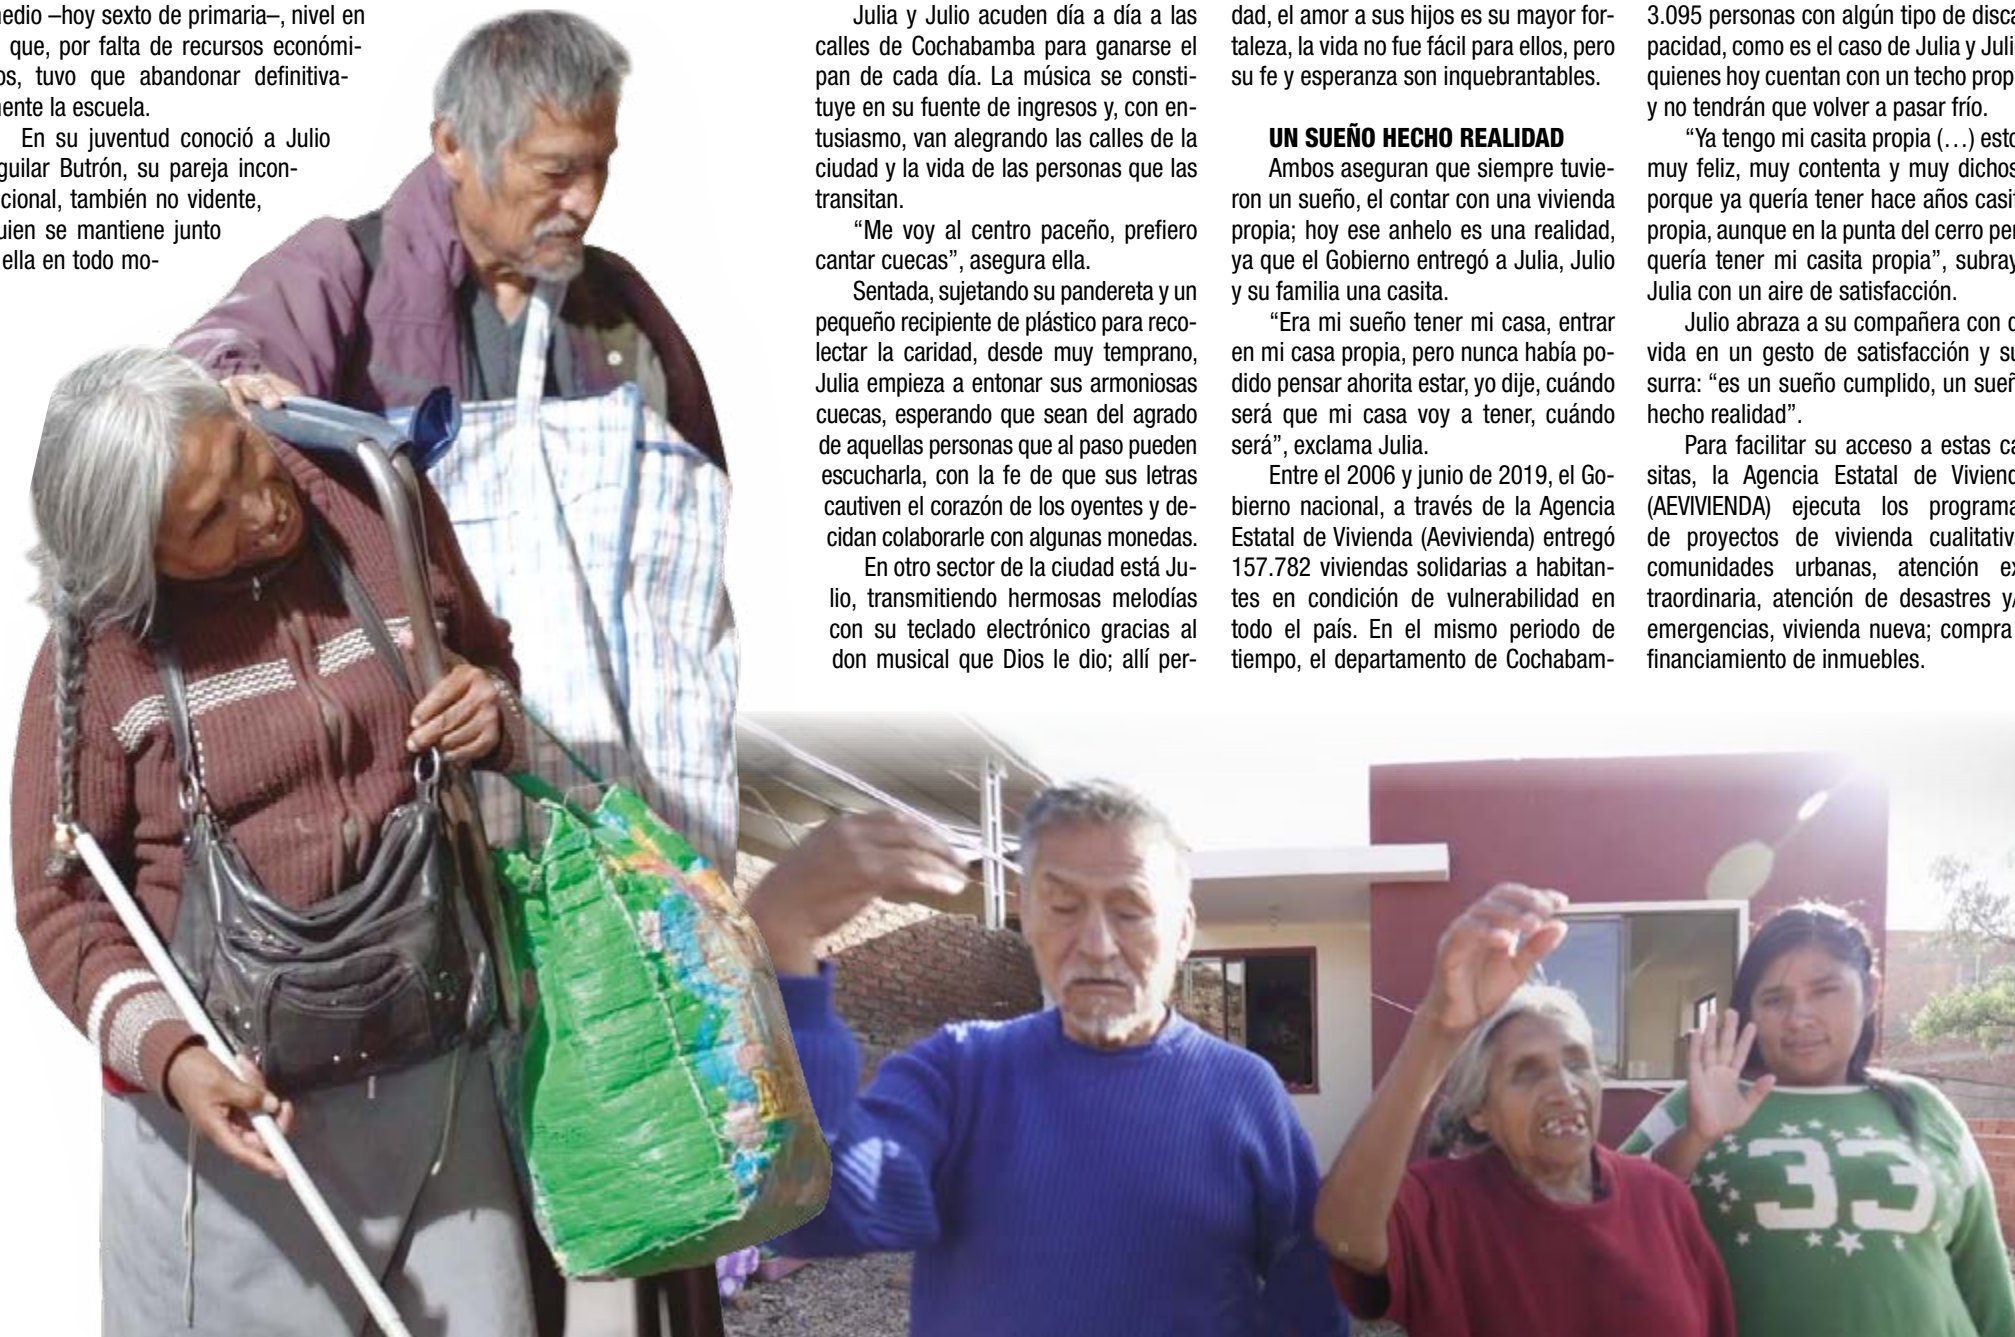 medio –hoy sexto de primaria–, nivel en
que, por falta de recursos económi-
tuvo que abandonar definitiva-
mente la escuela.
En su juventud conoció a Julio
Aguilar Butrón, su pareja incon-
dicional, también no vidente,
quien se mantiene junto
ella en todo mo-
Julia y Julio acuden día a día a las
calles de Cochabamba para ganarse el
pan de cada día. La música se consti-
tuye en su fuente de ingresos y, con en-
tusiasmo, van alegrando las calles de la
ciudad y la vida de las personas que las
transitan.
“Me voy al centro paceño, prefiero
cantar cuecas”, asegura ella.
Sentada, sujetando su pandereta y un
pequeño recipiente de plástico para reco-
lectar la caridad, desde muy temprano,
Julia empieza a entonar sus armoniosas
cuecas, esperando que sean del agrado
de aquellas personas que al paso pueden
escucharla, con la fe de que sus letras
cautiven el corazón de los oyentes y de-
cidan colaborarle con algunas monedas.
En otro sector de la ciudad está Ju-
lio, transmitiendo hermosas melodías
con su teclado electrónico gracias al
don musical que Dios le dio; allí per-
dad, el amor a sus hijos es su mayor for-
taleza, la vida no fue fácil para ellos, pero
su fe y esperanza son inquebrantables.
UN SUEÑO HECHO REALIDAD
Ambos aseguran que siempre tuvie-
ron un sueño, el contar con una vivienda
propia; hoy ese anhelo es una realidad,
ya que el Gobierno entregó a Julia, Julio
y su familia una casita.
“Era mi sueño tener mi casa, entrar
en mi casa propia, pero nunca había po-
dido pensar ahorita estar, yo dije, cuándo
será que mi casa voy a tener, cuándo
será”, exclama Julia.
Entre el 2006 y junio de 2019, el Go-
bierno nacional, a través de la Agencia
Estatal de Vivienda (Aevivienda) entregó
157.782 viviendas solidarias a habitan-
tes en condición de vulnerabilidad en
todo el país. En el mismo periodo de
tiempo, el departamento de Cochabam-
3.095 personas con algún tipo de disca-
pacidad, como es el caso de Julia y Julio
quienes hoy cuentan con un techo propio
y no tendrán que volver a pasar frío.
“Ya tengo mi casita propia (…) estoy
muy feliz, muy contenta y muy dichosa
porque ya quería tener hace años casita
propia, aunque en la punta del cerro pero
quería tener mi casita propia”, subraya
Julia con un aire de satisfacción.
Julio abraza a su compañera con
vida en un gesto de satisfacción y su-
surra: “es un sueño cumplido, un sueño
hecho realidad”.
Para facilitar su acceso a estas ca-
sitas, la Agencia Estatal de Vivienda
(AEVIVIENDA) ejecuta los programas
de proyectos de vivienda cualitativa
comunidades urbanas, atención ex-
traordinaria, atención de desastres
emergencias, vivienda nueva; compra
financiamiento de inmuebles.
33